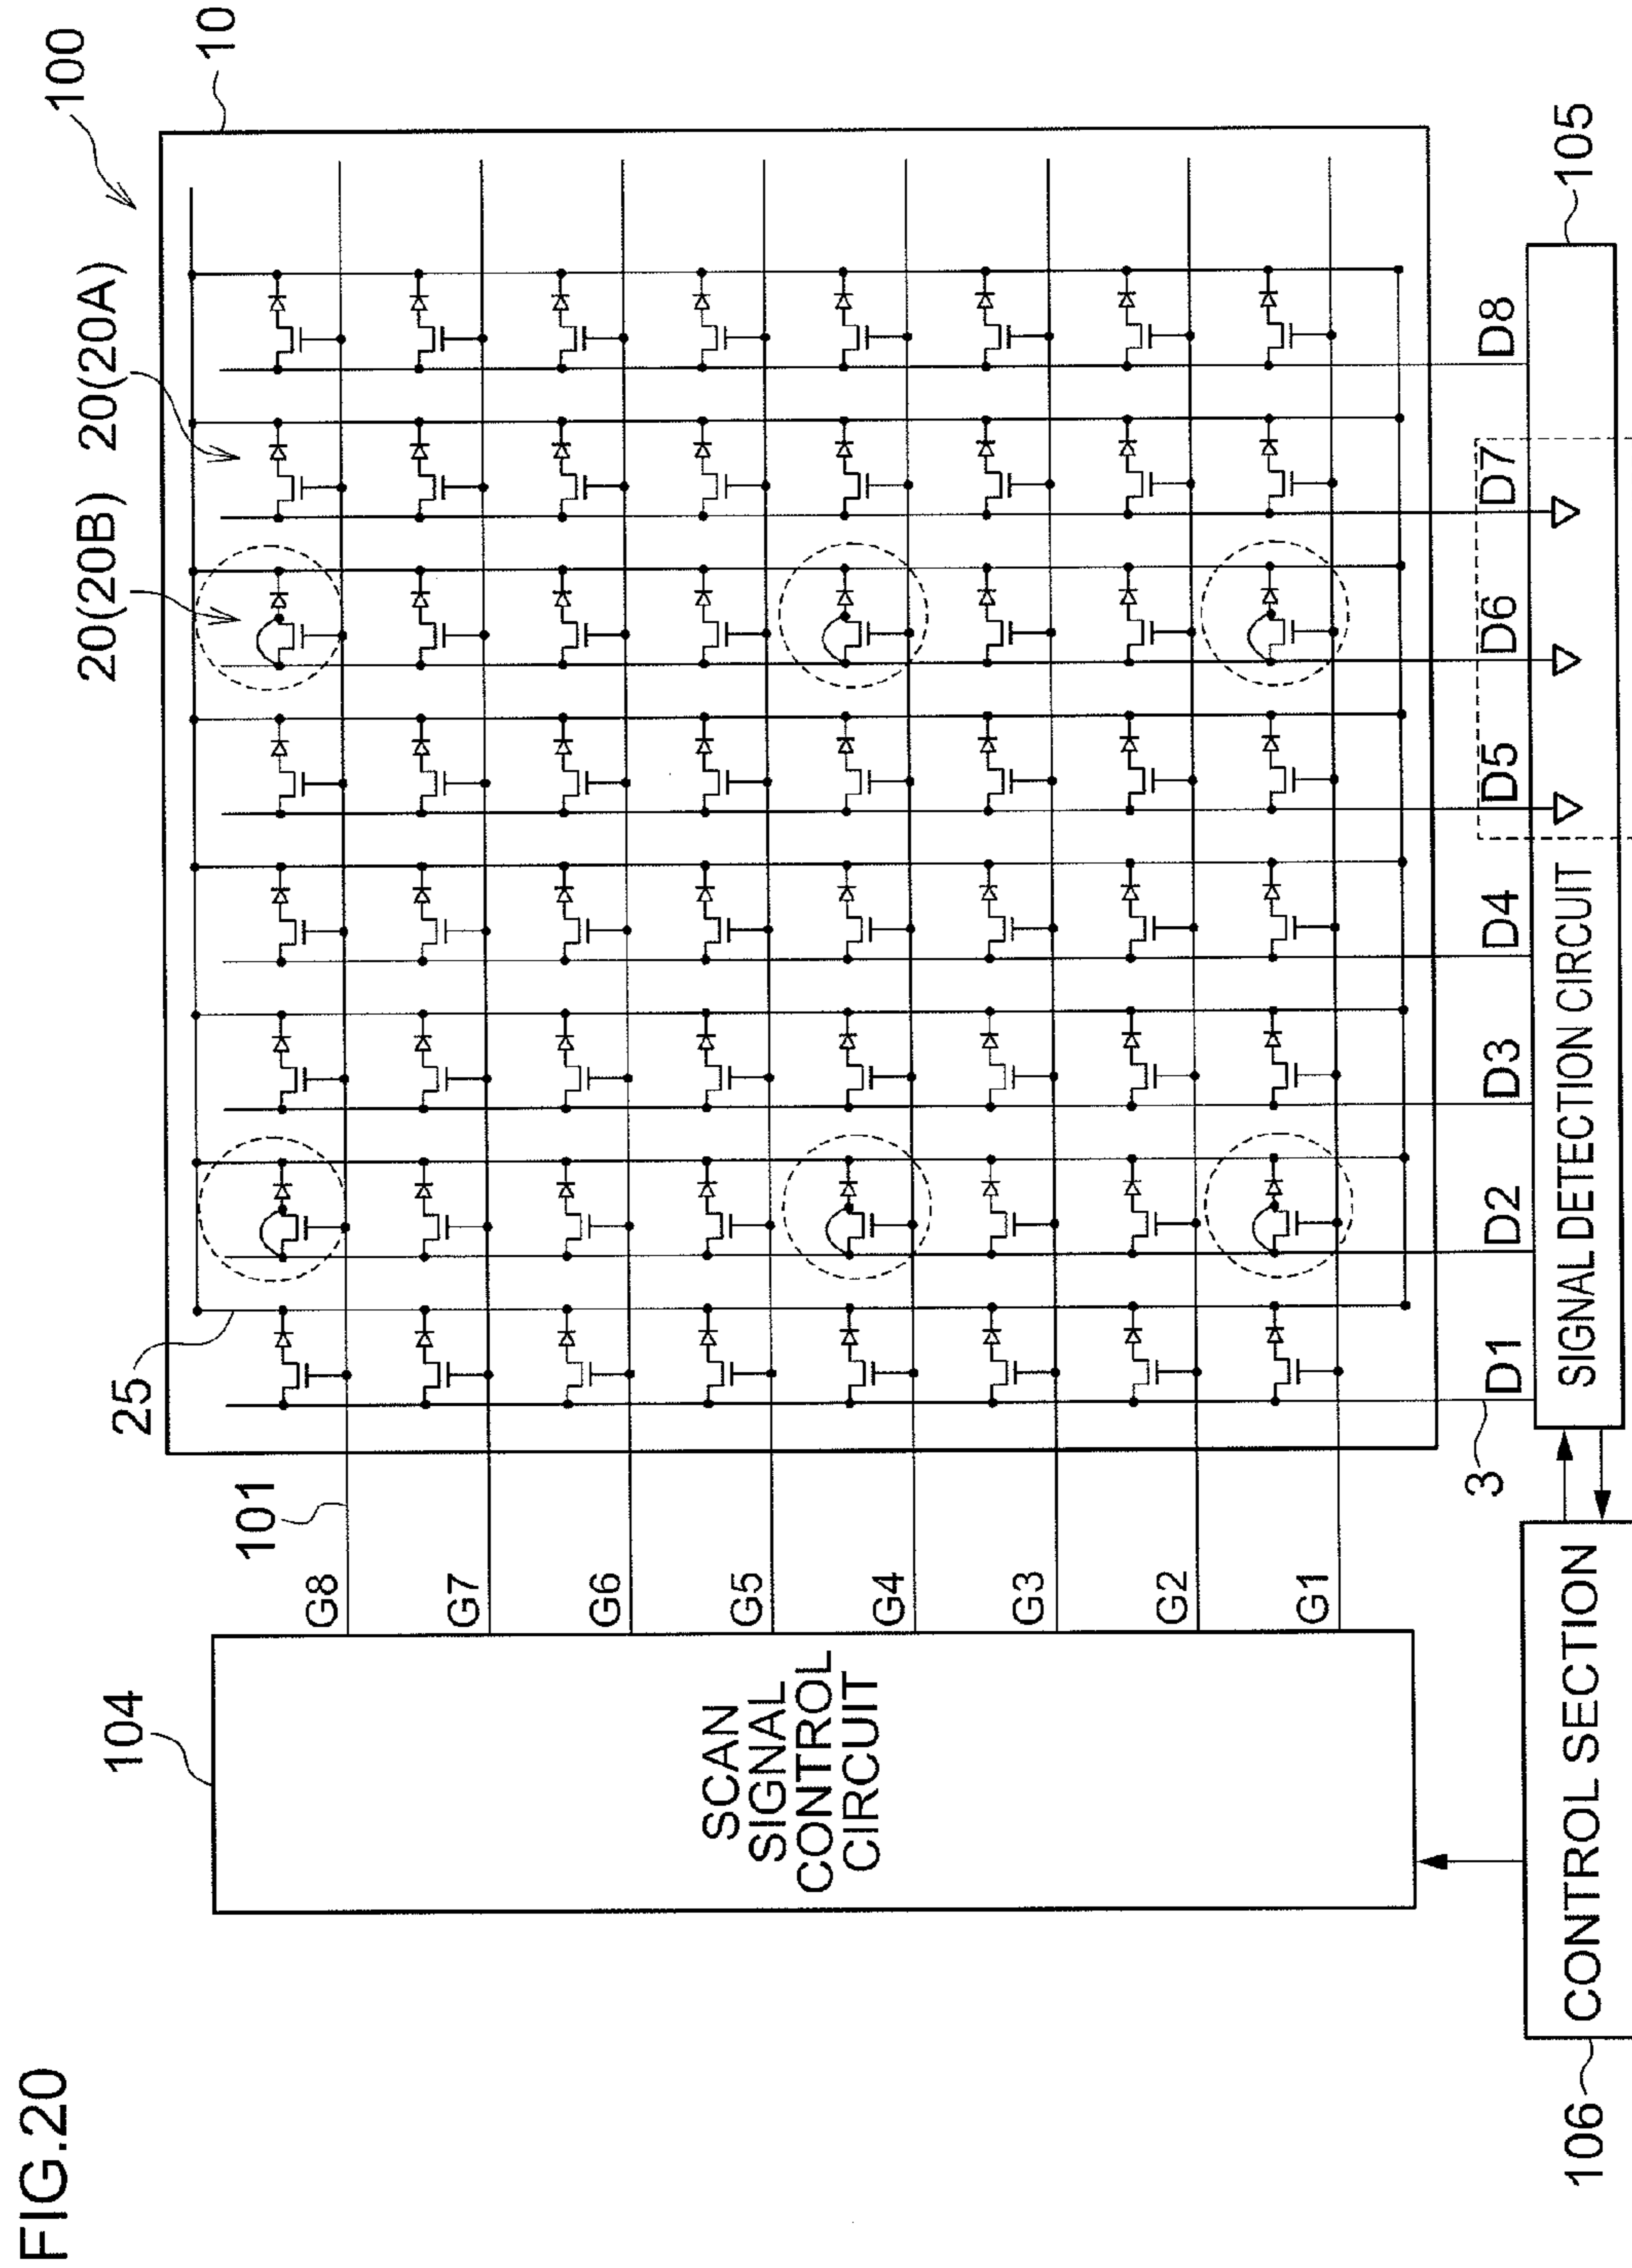 FIG.20
100
10
20(20B)
20(20A)
25
101
104
G8
G7
G6
G5
G4
G3
G2
G1
SCAN
SIGNAL
CONTROL
CIRCUIT
3
D1
D2
D3
D4
D5
D6
D7
D8
SIGNAL DETECTION CIRCUIT
105
106
CONTROL SECTION